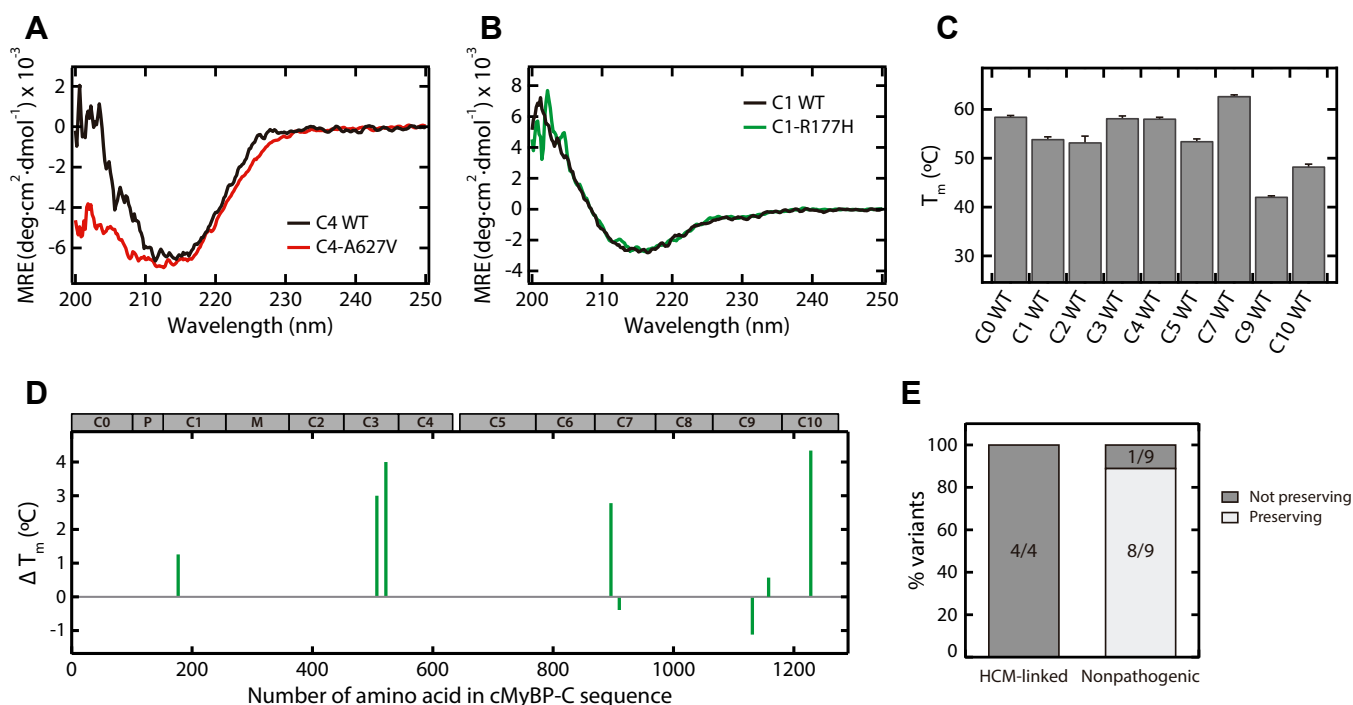 A
MRE(deg·cm² ·dmol⁻¹) x 10⁻³
2
0
-2
-4
-6
C4 WT
C4-A627V
200 210 220 230 240 250
Wavelength (nm)
B
MRE(deg·cm² ·dmol⁻¹) x 10⁻³
8
6
4
2
0
-2
-4
C1 WT
C1-R177H
200 210 220 230 240 250
Wavelength (nm)
C
Tm (ºC)
60
50
40
30
C0 WT
C1 WT
C2 WT
C3 WT
C4 WT
C5 WT
C7 WT
C9 WT
C10 WT
D
C0 P C1 M C2 C3 C4 C5 C6 C7 C8 C9 C10
Δ Tm (ºC)
4
3
2
1
0
-1
0 200 400 600 800 1000 1200
Number of amino acid in cMyBP-C sequence
E
% variants
100
80
60
40
20
0
4/4
1/9
8/9
HCM-linked Nonpathogenic
Not preserving
Preserving